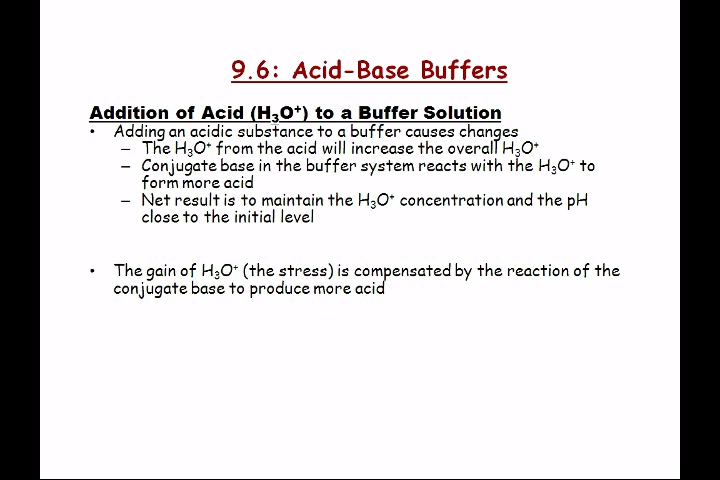 9.6: Acid-Base Buffers
Addition of Acid (H₃O⁺) to a Buffer Solution
• Adding an acidic substance to a buffer causes changes
– The H₃O⁺ from the acid will increase the overall H₃O⁺
– Conjugate base in the buffer system reacts with the H₃O⁺ to
form more acid
– Net result is to maintain the H₃O⁺ concentration and the pH
close to the initial level
• The gain of H₃O⁺ (the stress) is compensated by the reaction of the
conjugate base to produce more acid